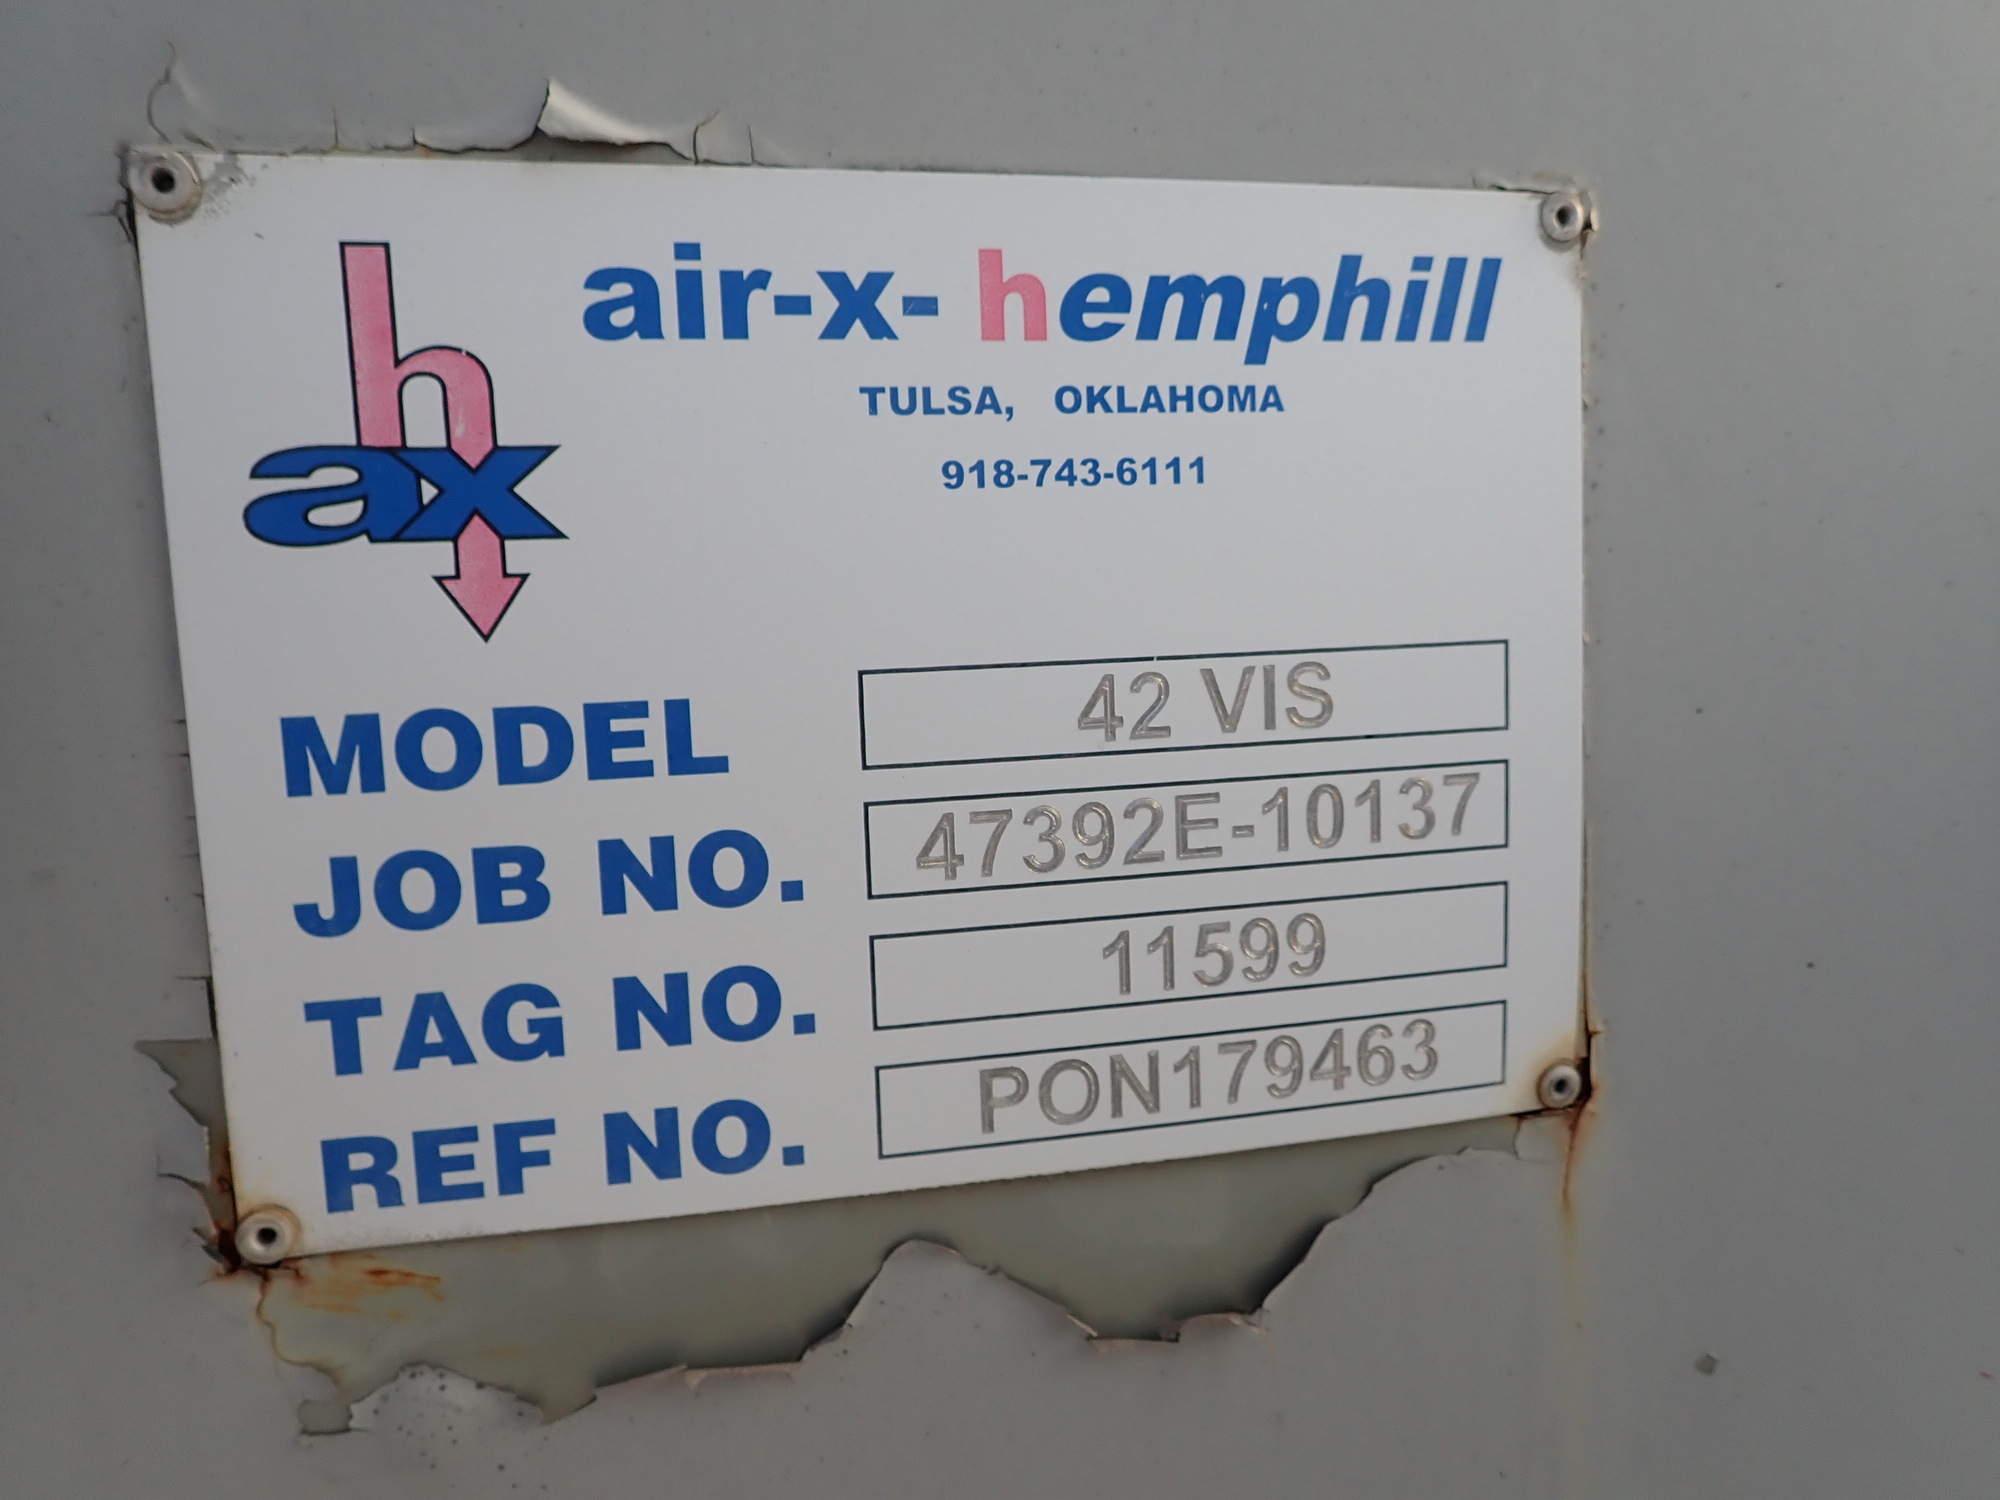 h
ax
air-x- hemphill
TULSA, OKLAHOMA
918-743-6111
MODEL 42 VIS
JOB NO. 47392E-10137
TAG NO. 11599
REF NO. PON179463